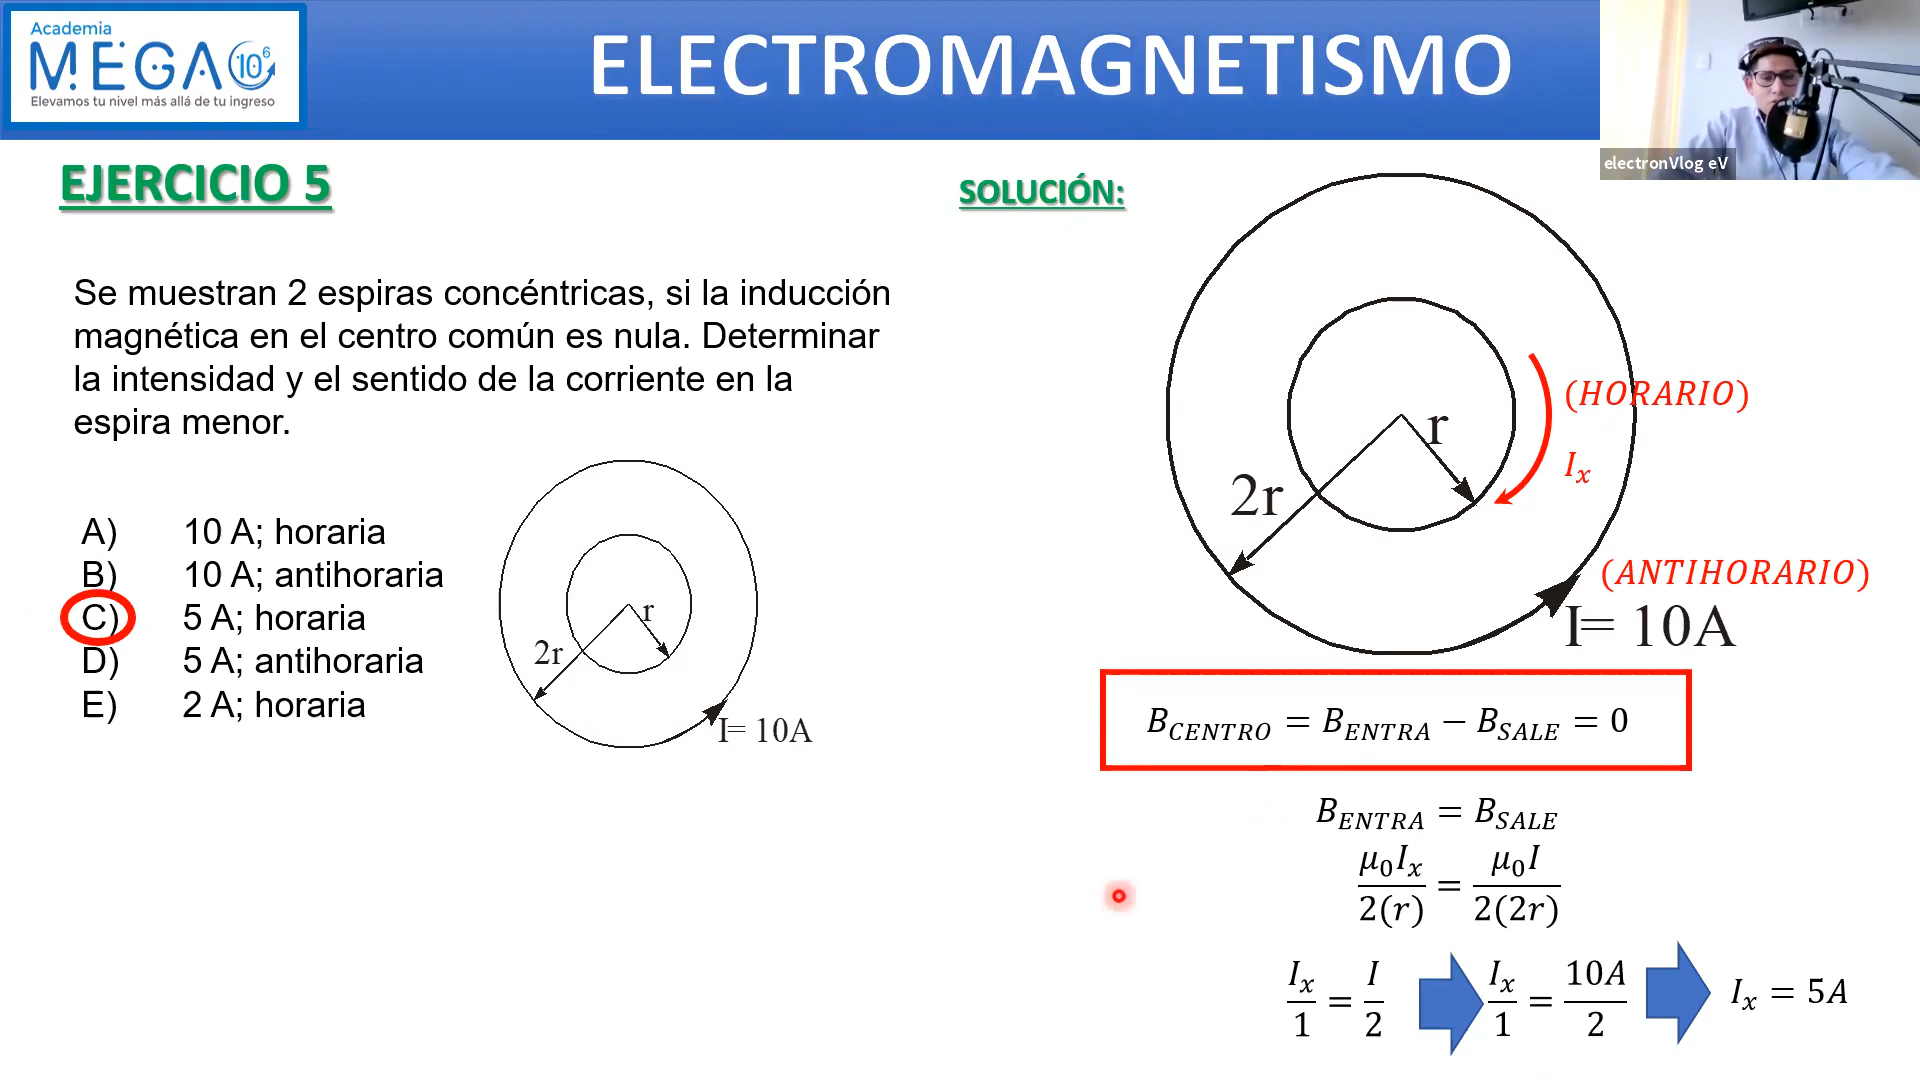 Academia
MEGA 10⁶
Elevamos tu nivel más allá de tu ingreso
ELECTROMAGNETISMO
electronVlog eV
EJERCICIO 5
Se muestran 2 espiras concéntricas, si la inducción
magnética en el centro común es nula. Determinar
la intensidad y el sentido de la corriente en la
espira menor.
A) 10 A; horaria
B) 10 A; antihoraria
C) 5 A; horaria
D) 5 A; antihoraria
E) 2 A; horaria
r
2r
I= 10A
SOLUCIÓN:
(HORARIO)
r
Iₓ
2r
(ANTIHORARIO)
I= 10A
B_CENTRO = B_ENTRA − B_SALE = 0
B_ENTRA = B_SALE
μ₀Iₓ/2(r) = μ₀I/2(2r)
Iₓ/1 = I/2 Iₓ/1 = 10A/2 Iₓ = 5A